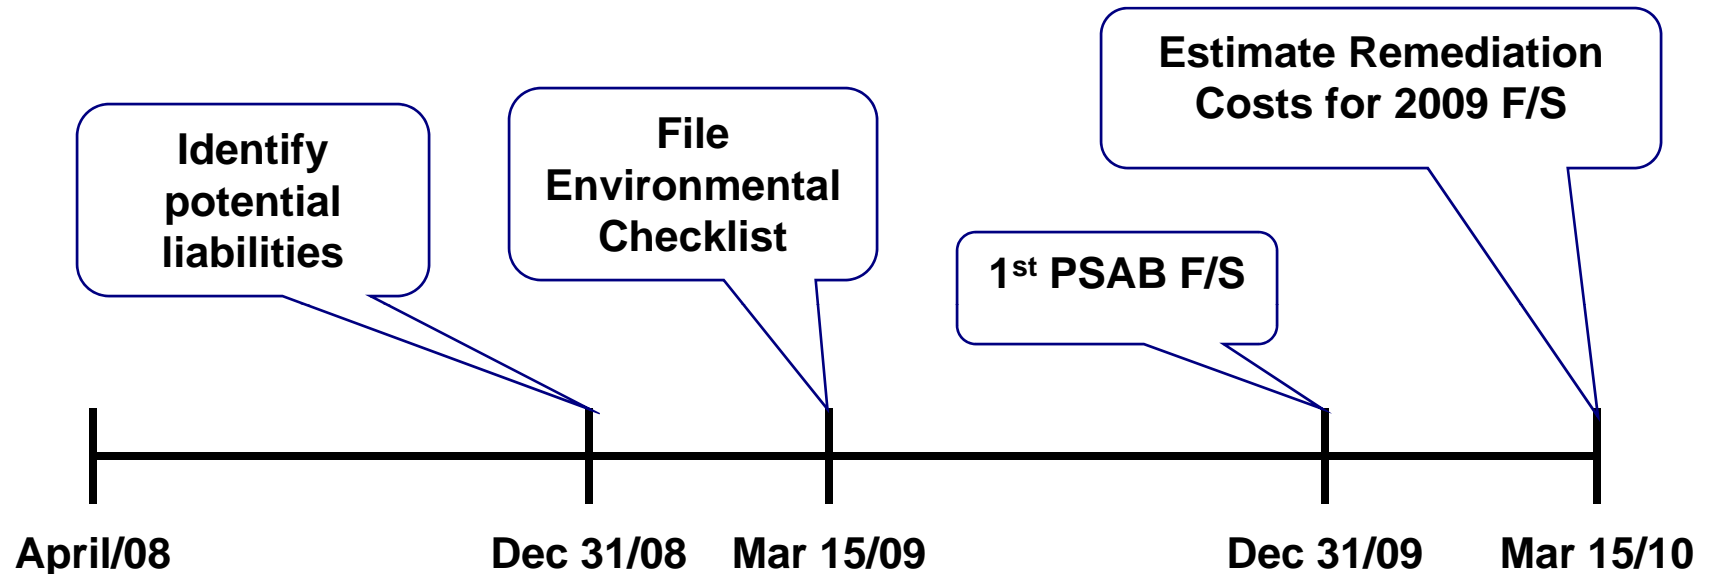 Identify
potential
liabilities
File
Environmental
Checklist
1st PSAB F/S
Estimate Remediation
Costs for 2009 F/S
April/08
Dec 31/08
Mar 15/09
Dec 31/09
Mar 15/10